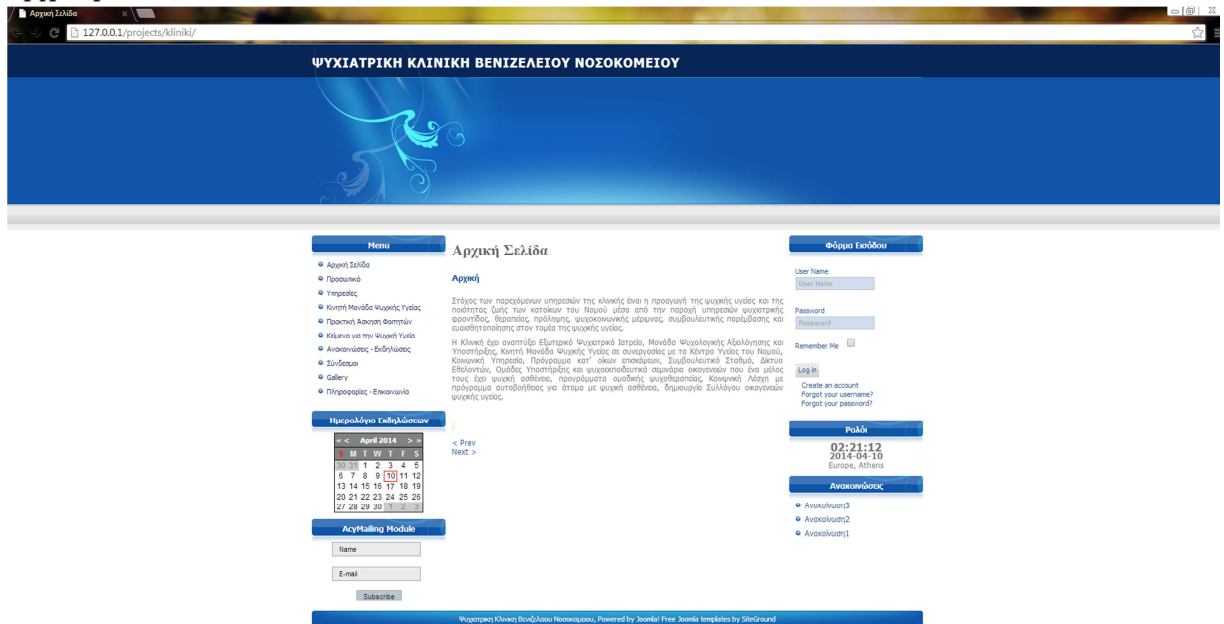 Αρχική Σελίδα
127.0.0.1/projects/kliniki/
ΨΥΧΙΑΤΡΙΚΗ ΚΛΙΝΙΚΗ ΒΕΝΙΖΕΛΕΙΟΥ ΝΟΣΟΚΟΜΕΙΟΥ
Menu
Αρχική Σελίδα
Προσωπικό
Υπηρεσίες
Κινητή Μονάδα Ψυχικής Υγείας
Πρακτική Άσκηση Φοιτητών
Κείμενα για την Ψυχική Υγεία
Ανακοινώσεις - Εκδηλώσεις
Σύνδεσμοι
Gallery
Πληροφορίες - Επικοινωνία
Ημερολόγιο Εκδηλώσεων
« < April 2014 > »
S M T W T F S
30 31 1 2 3 4 5
6 7 8 9 10 11 12
13 14 15 16 17 18 19
20 21 22 23 24 25 26
27 28 29 30 1 2 3
AcyMailing Module
Name
E-mail
Subscribe
Αρχική Σελίδα
Αρχική
Στόχος των παρεχόμενων υπηρεσιών της κλινικής είναι η προαγωγή της ψυχικής υγείας και της
ποιότητας ζωής των κατοίκων του Νομού μέσα από την παροχή υπηρεσιών ψυχιατρικής
φροντίδας, θεραπείας, πρόληψης, ψυχοκοινωνικής μέριμνας, συμβουλευτικής παρέμβασης και
ευαισθητοποίησης στον τομέα της ψυχικής υγείας.
Η Κλινική έχει αναπτύξει Εξωτερικό Ψυχιατρικό Ιατρείο, Μονάδα Ψυχολογικής Αξιολόγησης και
Υποστήριξης, Κινητή Μονάδα Ψυχικής Υγείας σε συνεργασίας με τα Κέντρα Υγείας του Νομού,
Κοινωνική Υπηρεσία, Πρόγραμμα κατ' οίκων επισκέψεων, Συμβουλευτικό Σταθμό, Δίκτυο
Εθελοντών, Ομάδες Υποστήριξης και ψυχοεκπαιδευτικά σεμινάρια οικογενειών που ένα μέλος
τους έχει ψυχική ασθένεια, προγράμματα ομαδικής ψυχοθεραπείας, Κοινωνική Λέσχη με
πρόγραμμα αυτοβοήθειας για άτομα με ψυχική ασθένεια, δημιουργία Συλλόγου οικογενειών
ψυχικής υγείας.
< Prev
Next >
Φόρμα Εισόδου
User Name
User Name
Password
Password
Remember Me
Log in
Create an account
Forgot your username?
Forgot your password?
Ρολόι
02:21:12
2014-04-10
Europe, Athens
Ανακοινώσεις
Ανακοίνωση3
Ανακοίνωση2
Ανακοίνωση1
Ψυχιατρικη Κλινικη Βενιζελειου Νοσοκομειου, Powered by Joomla! Free Joomla templates by SiteGround